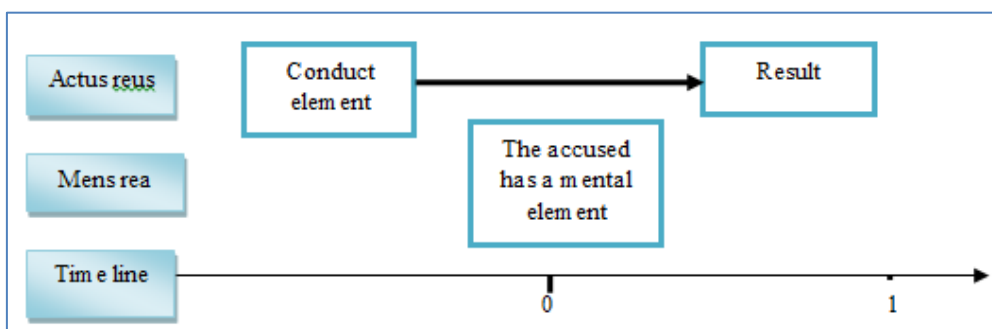 Actus reus
Conduct
element
Result
The accused
has a mental
element
Mens rea
Time line
0
1